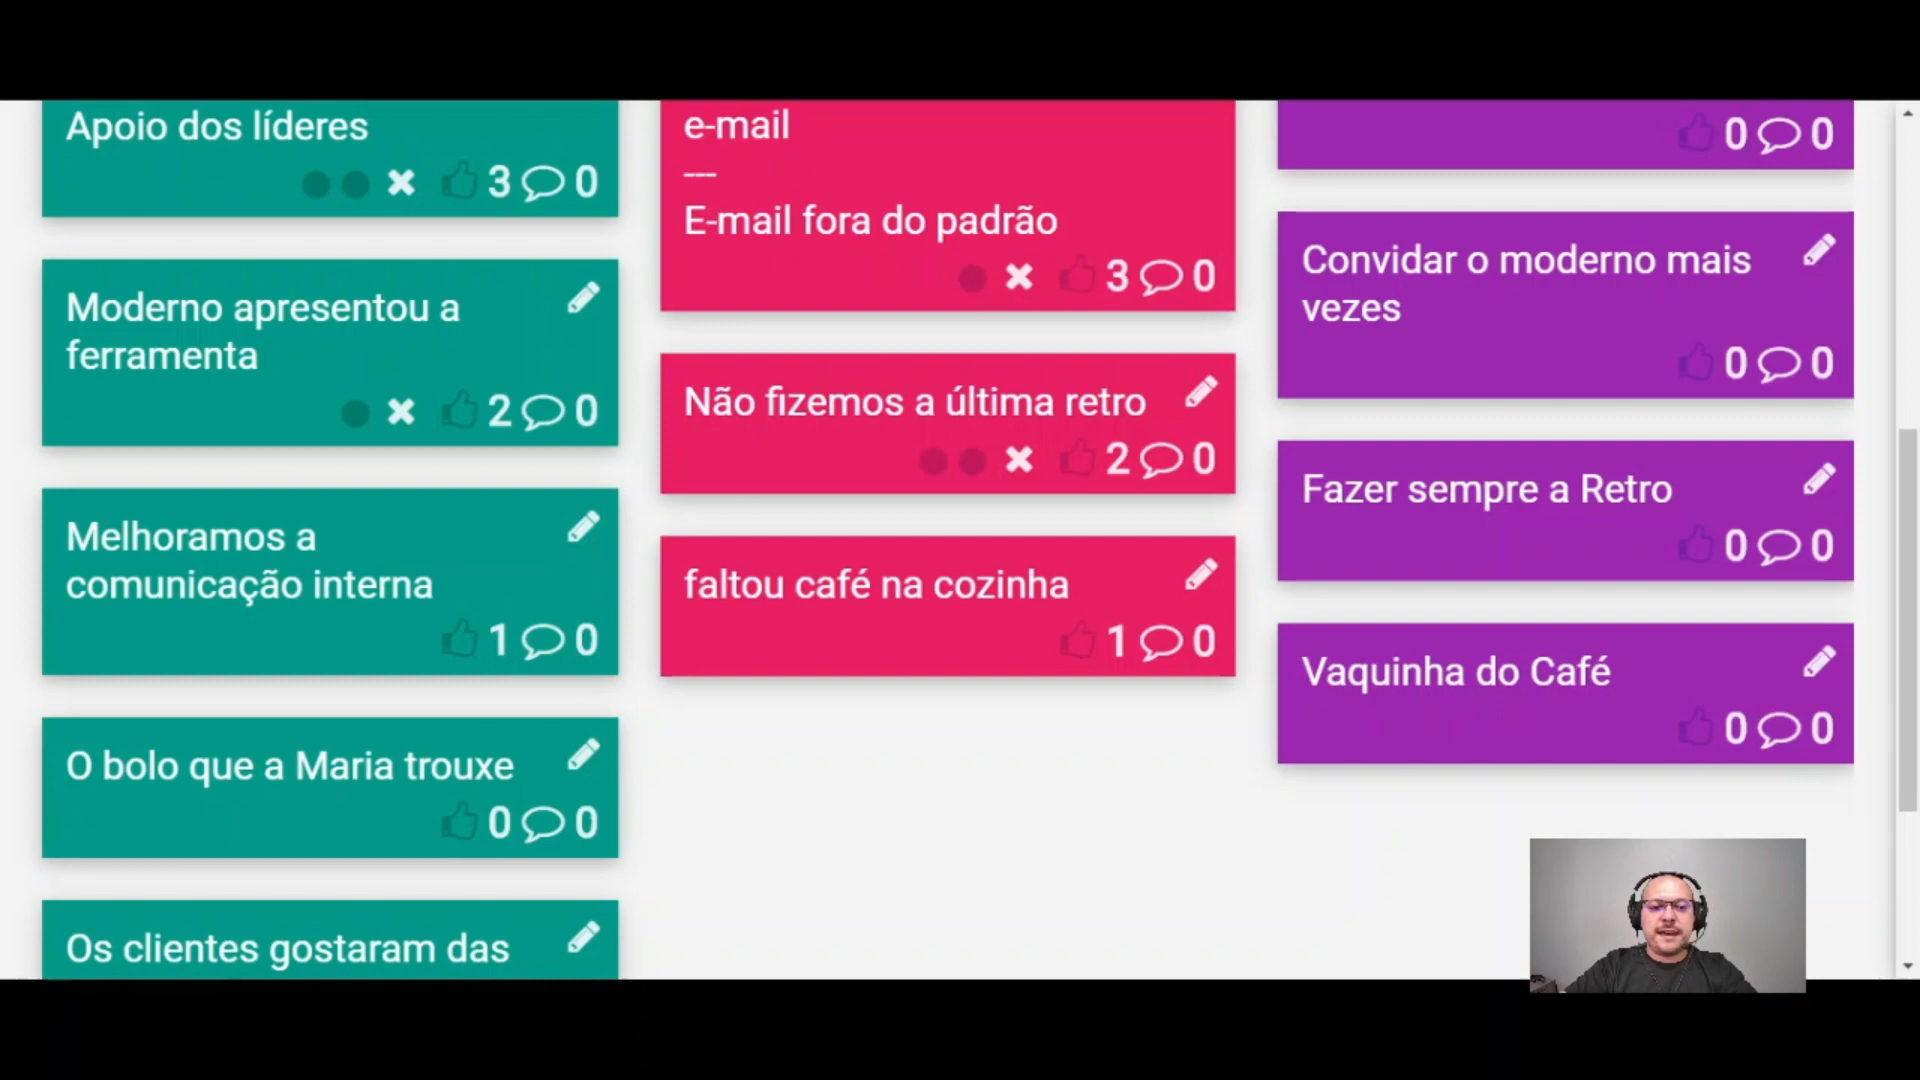 Apoio dos líderes
3 0
Moderno apresentou a
ferramenta
2 0
Melhoramos a
comunicação interna
1 0
O bolo que a Maria trouxe
0 0
Os clientes gostaram das
e-mail
---
E-mail fora do padrão
3 0
Não fizemos a última retro
2 0
faltou café na cozinha
1 0
0 0
Convidar o moderno mais
vezes
0 0
Fazer sempre a Retro
0 0
Vaquinha do Café
0 0